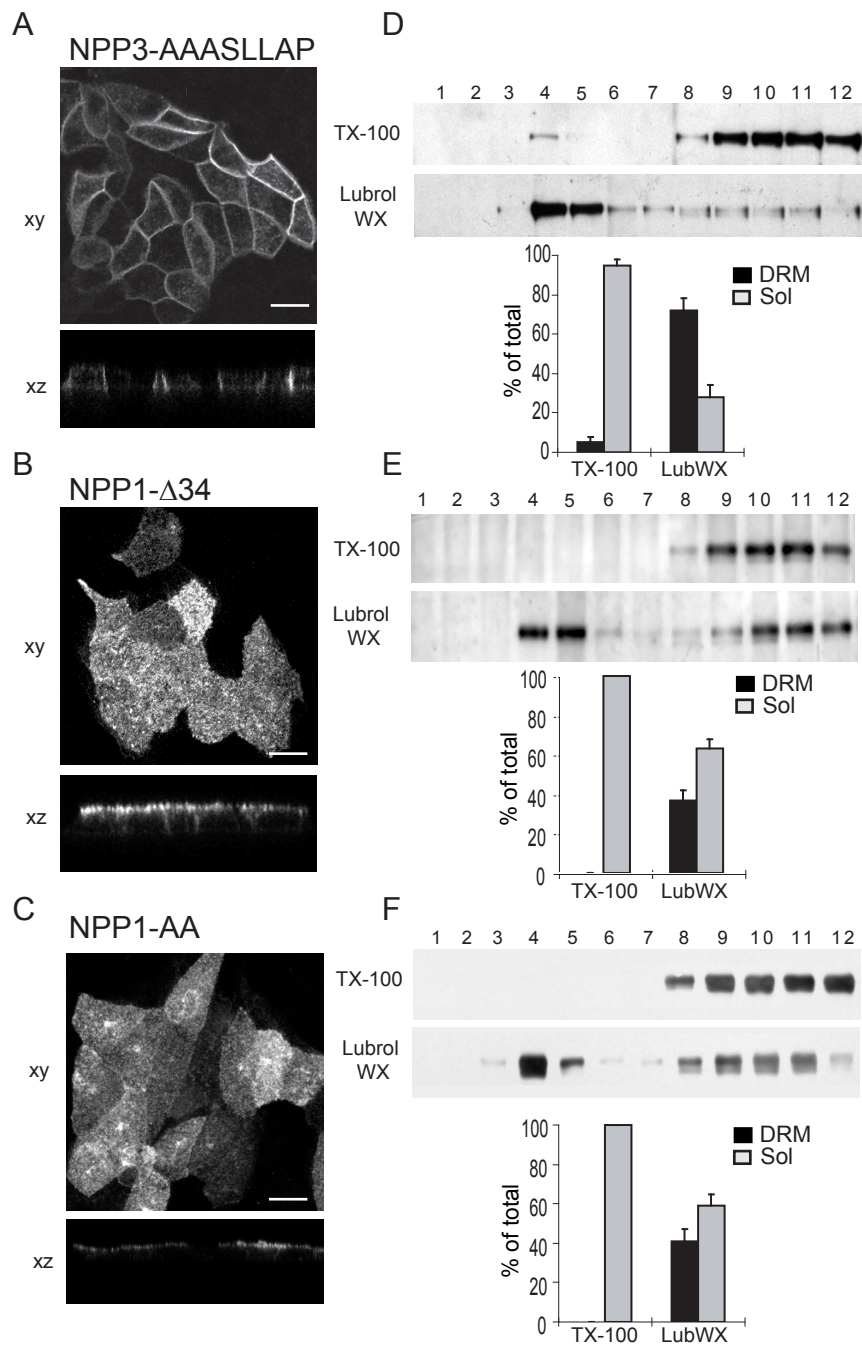 A
NPP3-AAASLLAP
xy
xz
D
1 2 3 4 5 6 7 8 9 10 11 12
TX-100
Lubrol
WX
100
80
60
40
20
0
% of total
DRM
Sol
TX-100 LubWX
B
NPP1-Δ34
xy
xz
E
1 2 3 4 5 6 7 8 9 10 11 12
TX-100
Lubrol
WX
100
80
60
40
20
0
% of total
DRM
Sol
TX-100 LubWX
C
NPP1-AA
xy
xz
F
1 2 3 4 5 6 7 8 9 10 11 12
TX-100
Lubrol
WX
100
80
60
40
20
0
% of total
DRM
Sol
TX-100 LubWX